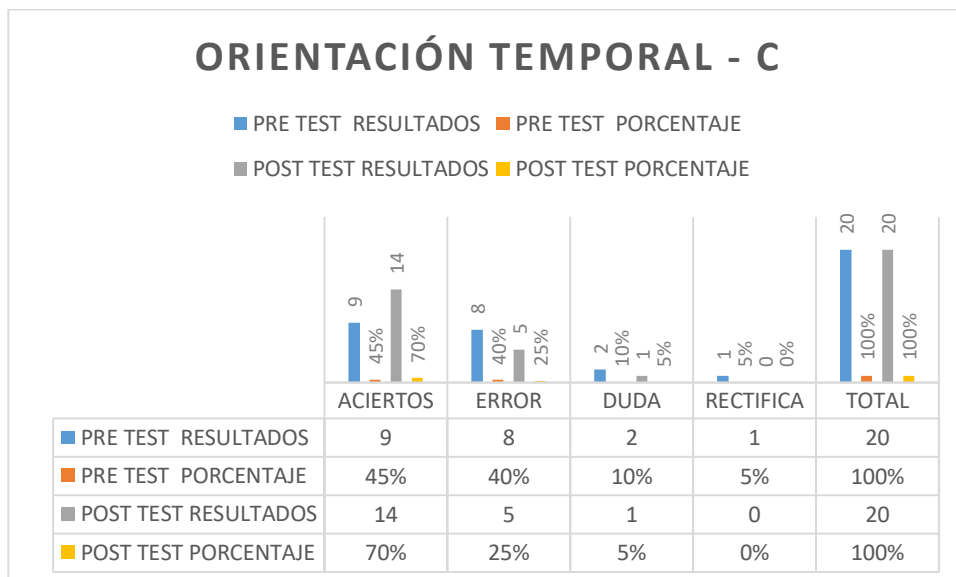 ORIENTACIÓN TEMPORAL - C
PRE TEST RESULTADOS PRE TEST PORCENTAJE
POST TEST RESULTADOS POST TEST PORCENTAJE
9 45% 14 70% 8 40% 5 25% 2 10% 1 5% 1 5% 0 0% 20 100% 20 100%
ACIERTOS ERROR DUDA RECTIFICA TOTAL
PRE TEST RESULTADOS 9 8 2 1 20
PRE TEST PORCENTAJE 45% 40% 10% 5% 100%
POST TEST RESULTADOS 14 5 1 0 20
POST TEST PORCENTAJE 70% 25% 5% 0% 100%